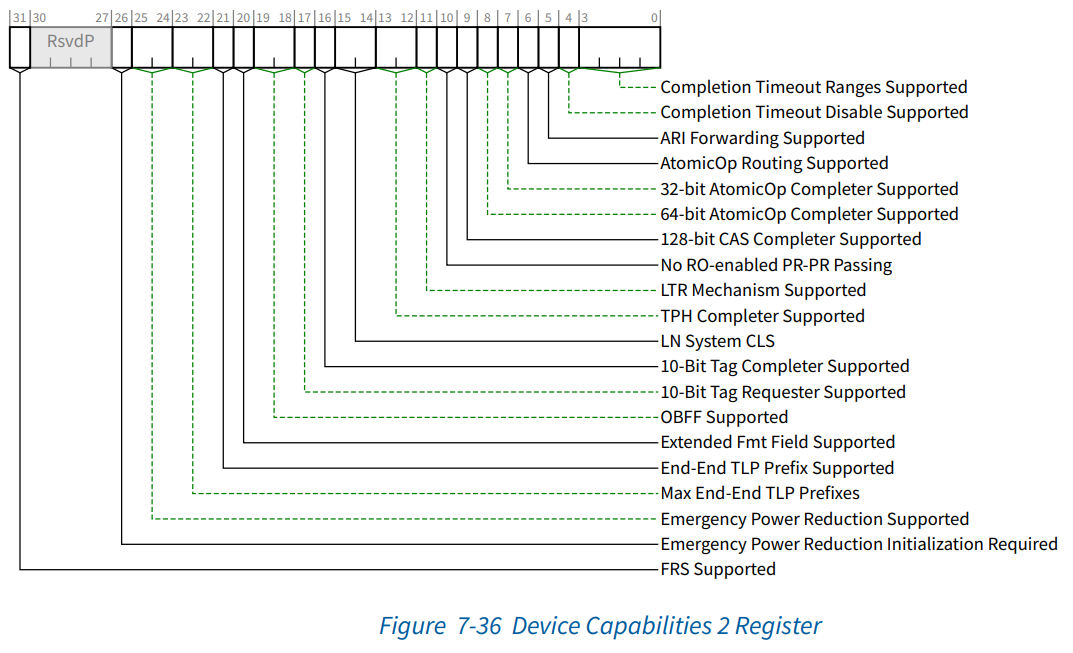 31 30 27 26 25 24 23 22 21 20 19 18 17 16 15 14 13 12 11 10 9 8 7 6 5 4 3 0
RsvdP
Completion Timeout Ranges Supported
Completion Timeout Disable Supported
ARI Forwarding Supported
AtomicOp Routing Supported
32-bit AtomicOp Completer Supported
64-bit AtomicOp Completer Supported
128-bit CAS Completer Supported
No RO-enabled PR-PR Passing
LTR Mechanism Supported
TPH Completer Supported
LN System CLS
10-Bit Tag Completer Supported
10-Bit Tag Requester Supported
OBFF Supported
Extended Fmt Field Supported
End-End TLP Prefix Supported
Max End-End TLP Prefixes
Emergency Power Reduction Supported
Emergency Power Reduction Initialization Required
FRS Supported
Figure 7-36 Device Capabilities 2 Register